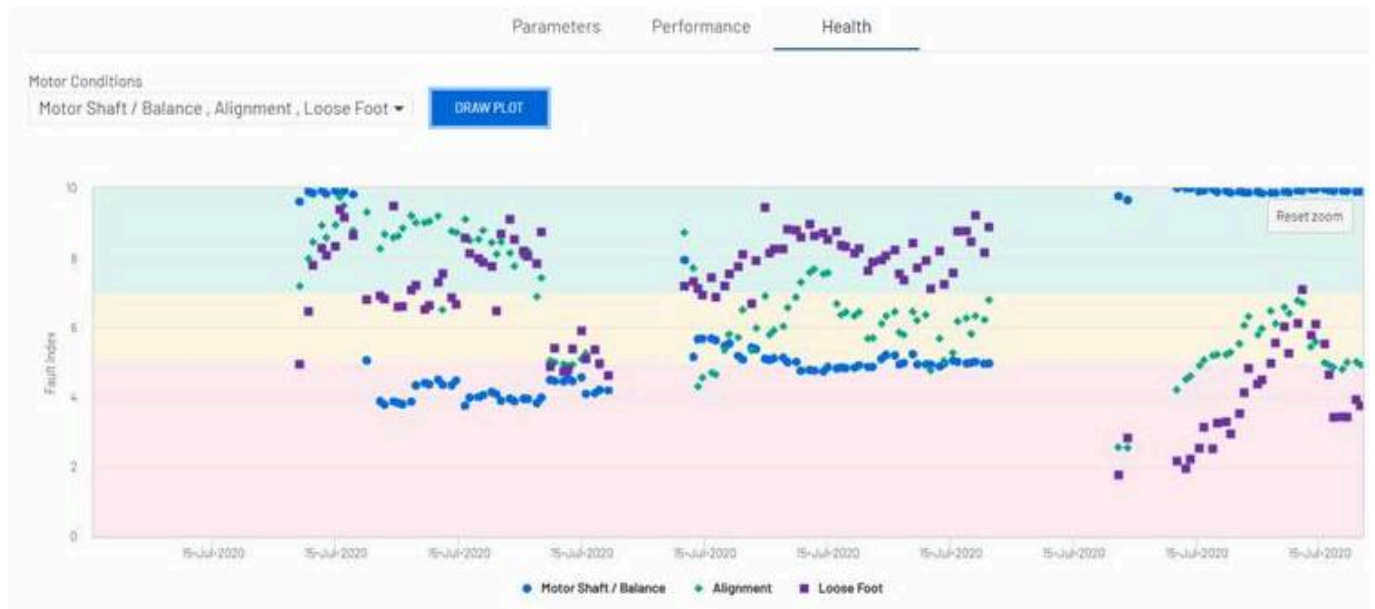 Parameters Performance Health
Motor Conditions
Motor Shaft / Balance , Alignment , Loose Foot
DRAW PLOT
10
Reset zoom
8
6
Fault Index
4
2
0
15-Jul-2020 15-Jul-2020 15-Jul-2020 15-Jul-2020 15-Jul-2020 15-Jul-2020 15-Jul-2020 15-Jul-2020 15-Jul-2020 15-Jul-2020
Motor Shaft / Balance Alignment Loose Foot